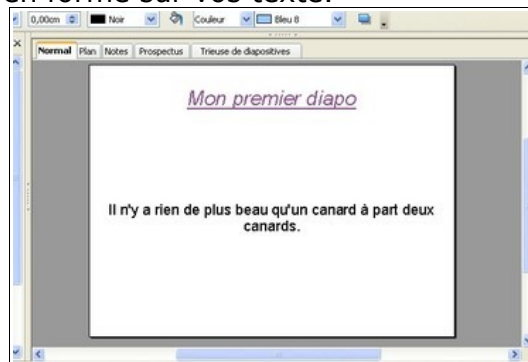 en forme sur vos texte.
0,00cm Noir Couleur Bleu 8
Normal Plan Notes Prospectus Trieuse de diapositives
Mon premier diapo
Il n'y a rien de plus beau qu'un canard à part deux
canards.